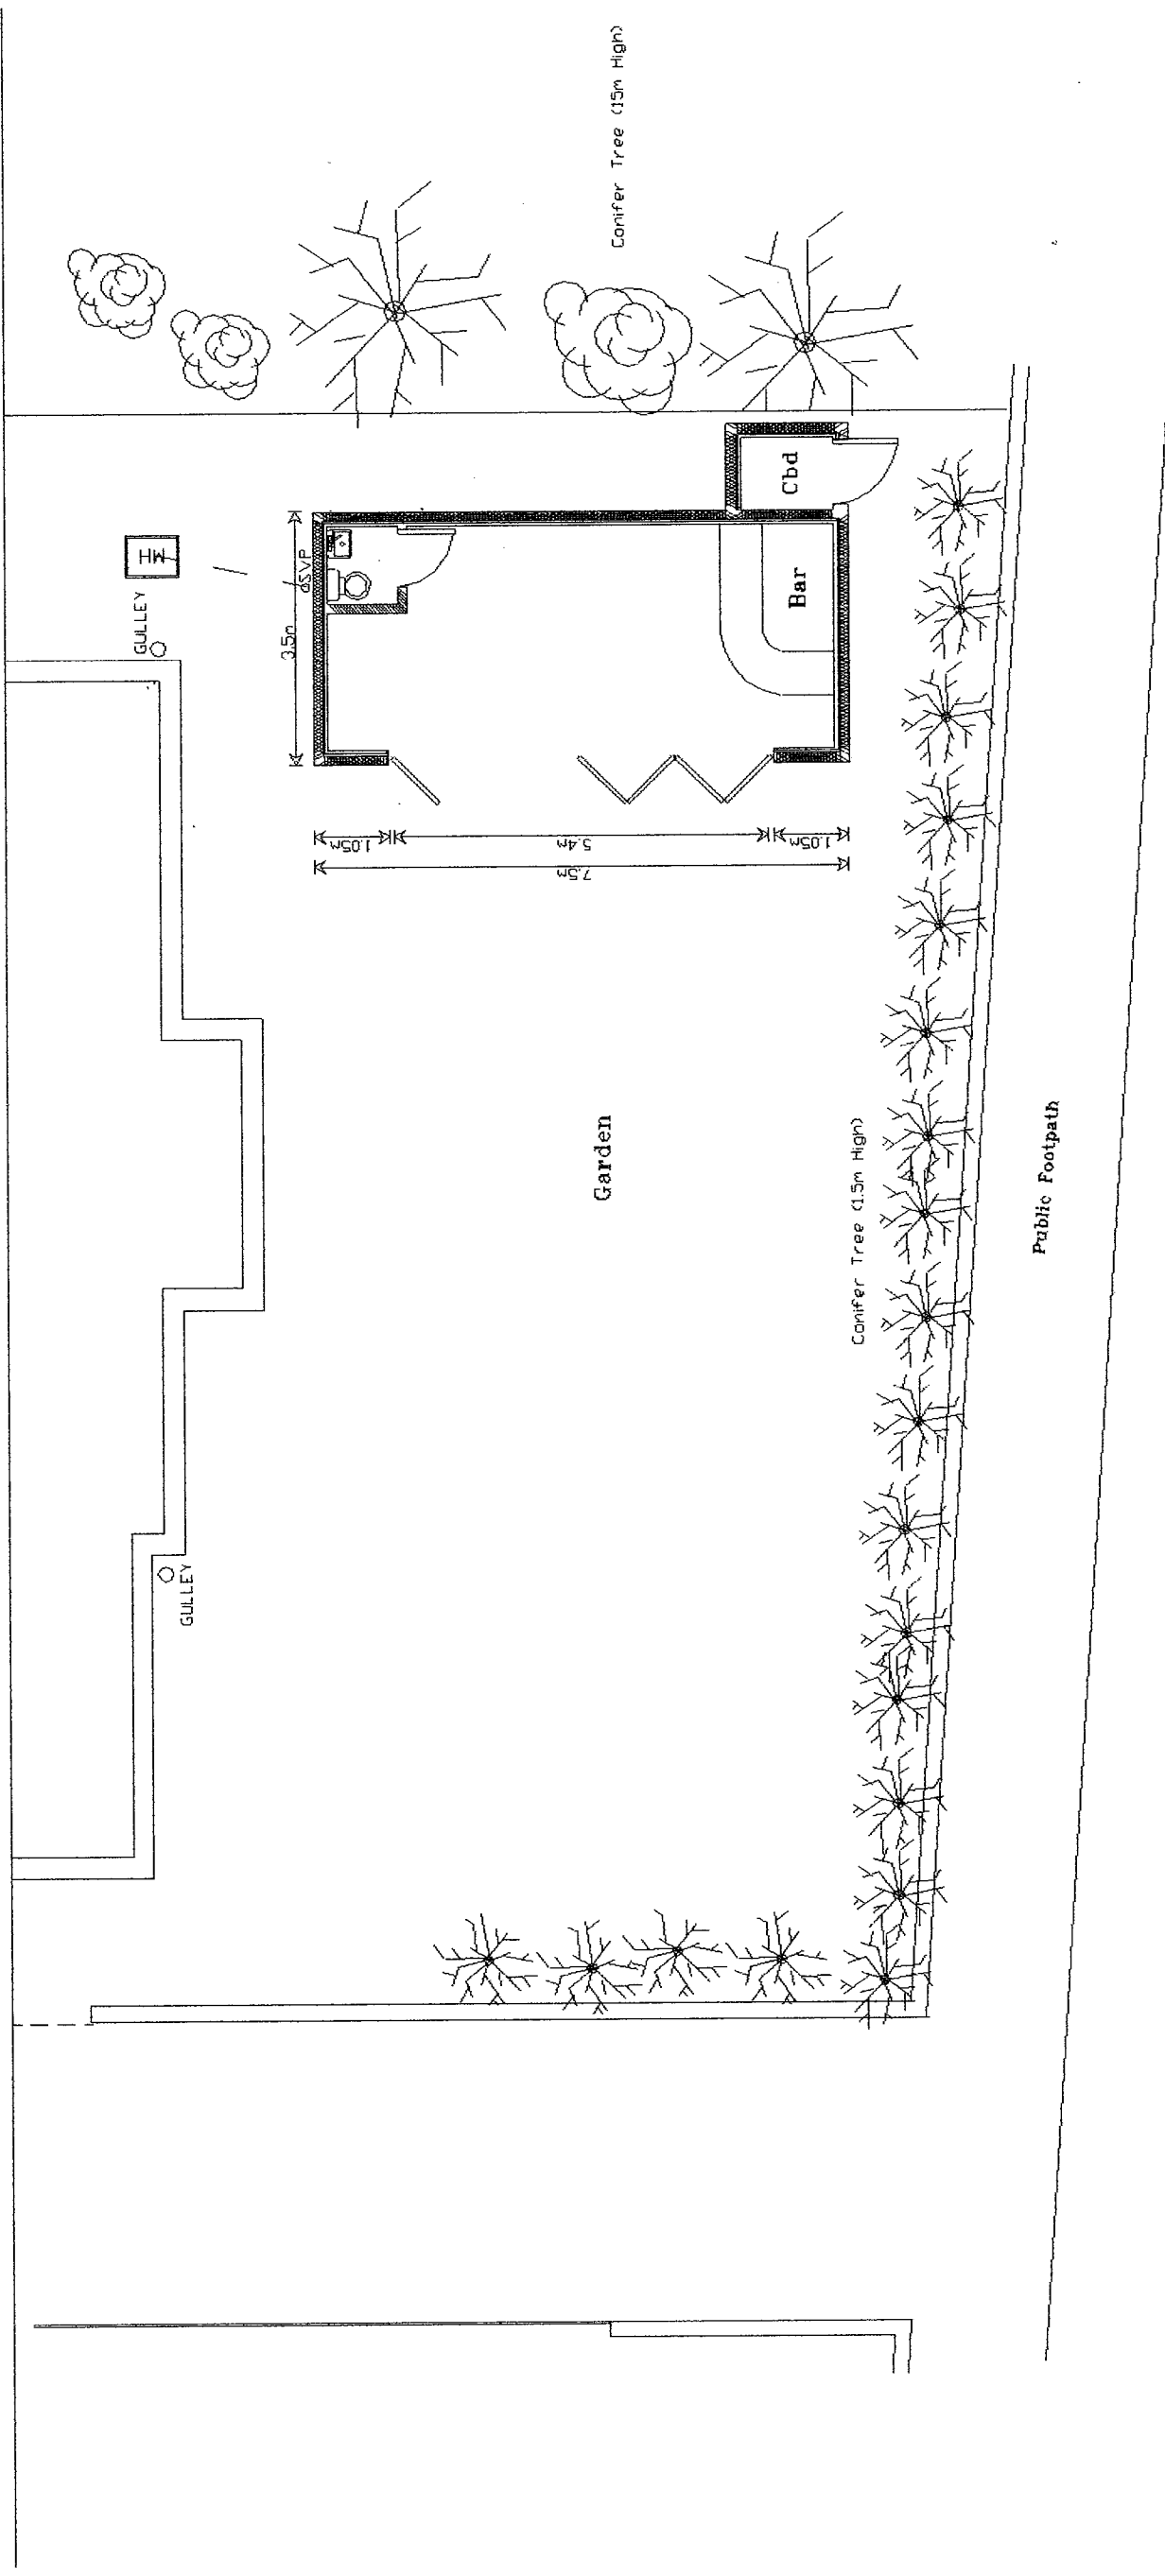 Conifer Tree (15m High)
MH
GULLEY
SVP
3.5m
Cbd
Bar
1.05m
5.4m
1.05m
7.5m
Garden
Conifer Tree (1.5m High)
Public Footpath
GULLEY